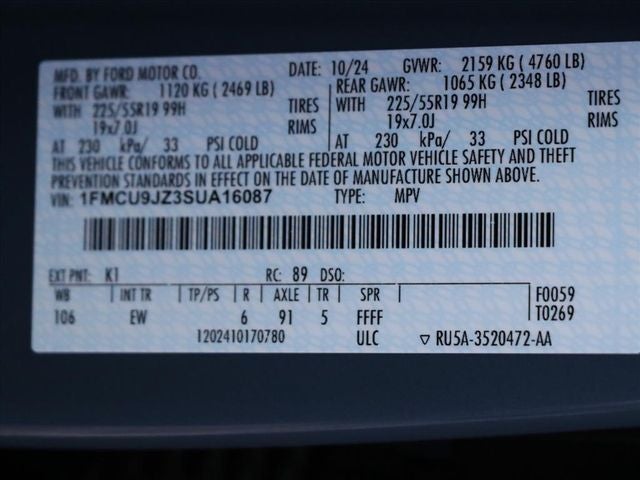 MFD. BY FORD MOTOR CO. DATE: 10/24 GVWR: 2159 KG ( 4760 LB)
FRONT GAWR: 1120 KG ( 2469 LB) REAR GAWR: 1065 KG ( 2348 LB)
WITH 225/55R19 99H TIRES WITH 225/55R19 99H TIRES
19x7.0J RIMS 19x7.0J RIMS
AT 230 kPa/ 33 PSI COLD AT 230 kPa/ 33 PSI COLD
THIS VEHICLE CONFORMS TO ALL APPLICABLE FEDERAL MOTOR VEHICLE SAFETY AND THEFT
PREVENTION STANDARDS IN EFFECT ON THE DATE OF MANUFACTURE SHOWN ABOVE.
VIN: 1FMCU9JZ3SUA16087 TYPE: MPV
EXT PNT: K1 RC: 89 DSO:
WB INT TR TP/PS R AXLE TR SPR F0059
106 EW 6 91 5 FFFF T0269
1202410170780 ULC RU5A-3520472-AA